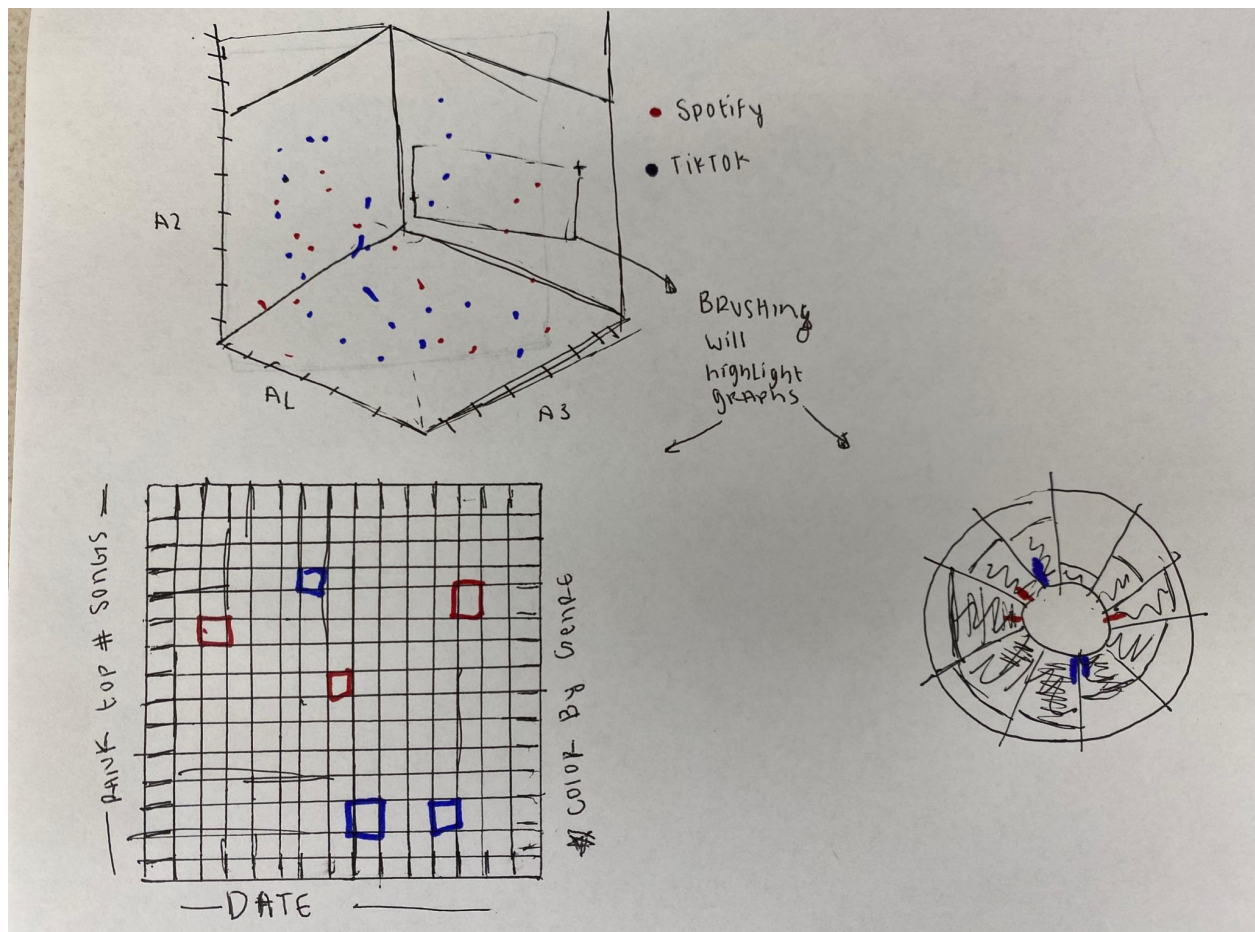 Spotify
TikTOK
A2
A1
A3
BRUSHing
will
highLight
gRAPHS
RANK top # SONGS
* COlOR By Genre
DATE